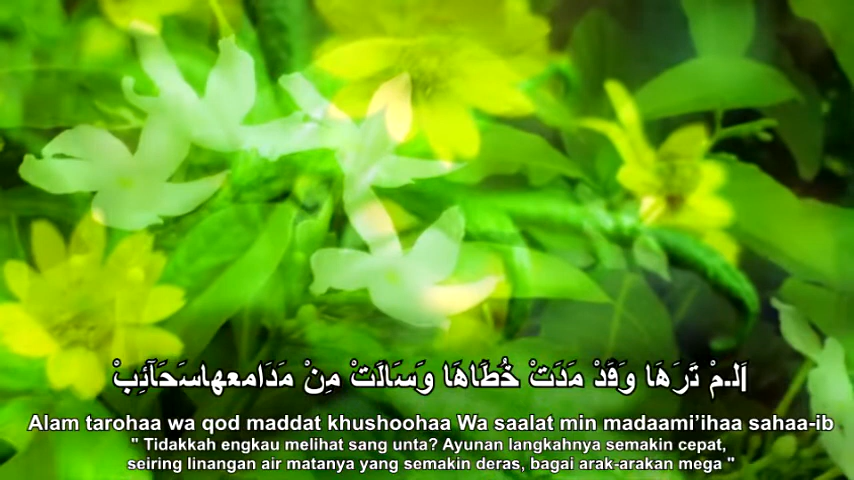 اَلـمْ تَرَهَا وَقَدْ مَدَتْ خُطَاهَا وَسَالَتْ مِنْ مَدَامعهاسَحَآئِبْ
Alam tarohaa wa qod maddat khushoohaa Wa saalat min madaami’ihaa sahaa-ib
" Tidakkah engkau melihat sang unta? Ayunan langkahnya semakin cepat,
seiring linangan air matanya yang semakin deras, bagai arak-arakan mega "